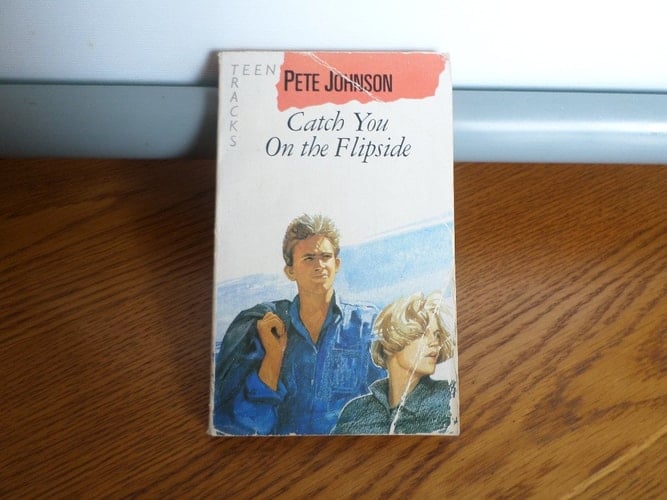 TEEN
TRACKS
PETE JOHNSON
Catch You
On the Flipside